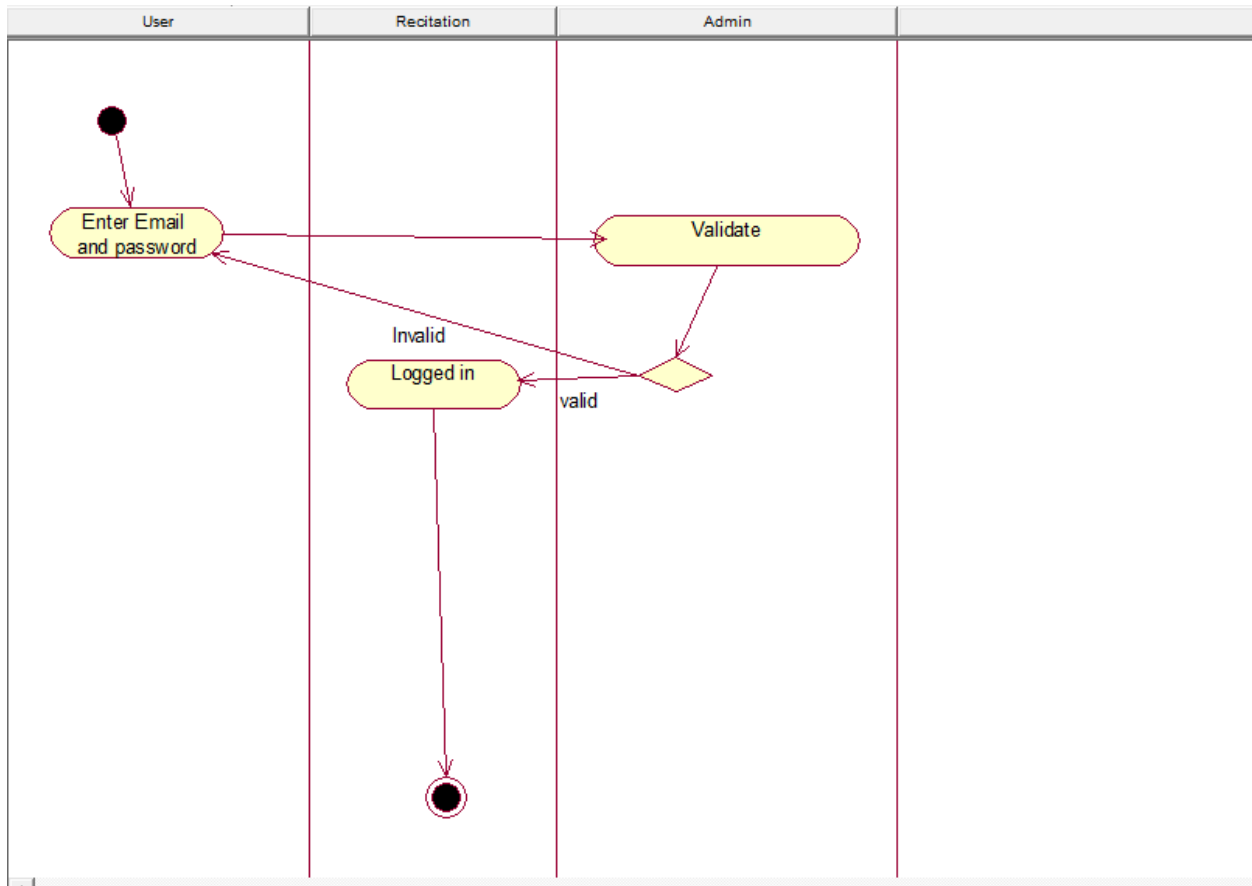 User
Recitation
Admin
Enter Email
and password
Validate
Invalid
Logged in
valid